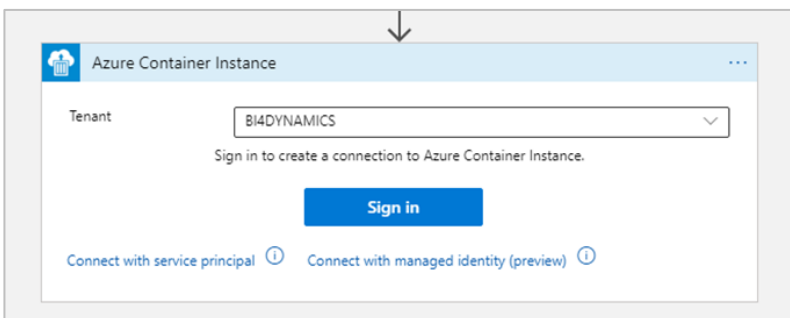 Azure Container Instance
Tenant
BI4DYNAMICS
Sign in to create a connection to Azure Container Instance.
Sign in
Connect with service principal
Connect with managed identity (preview)